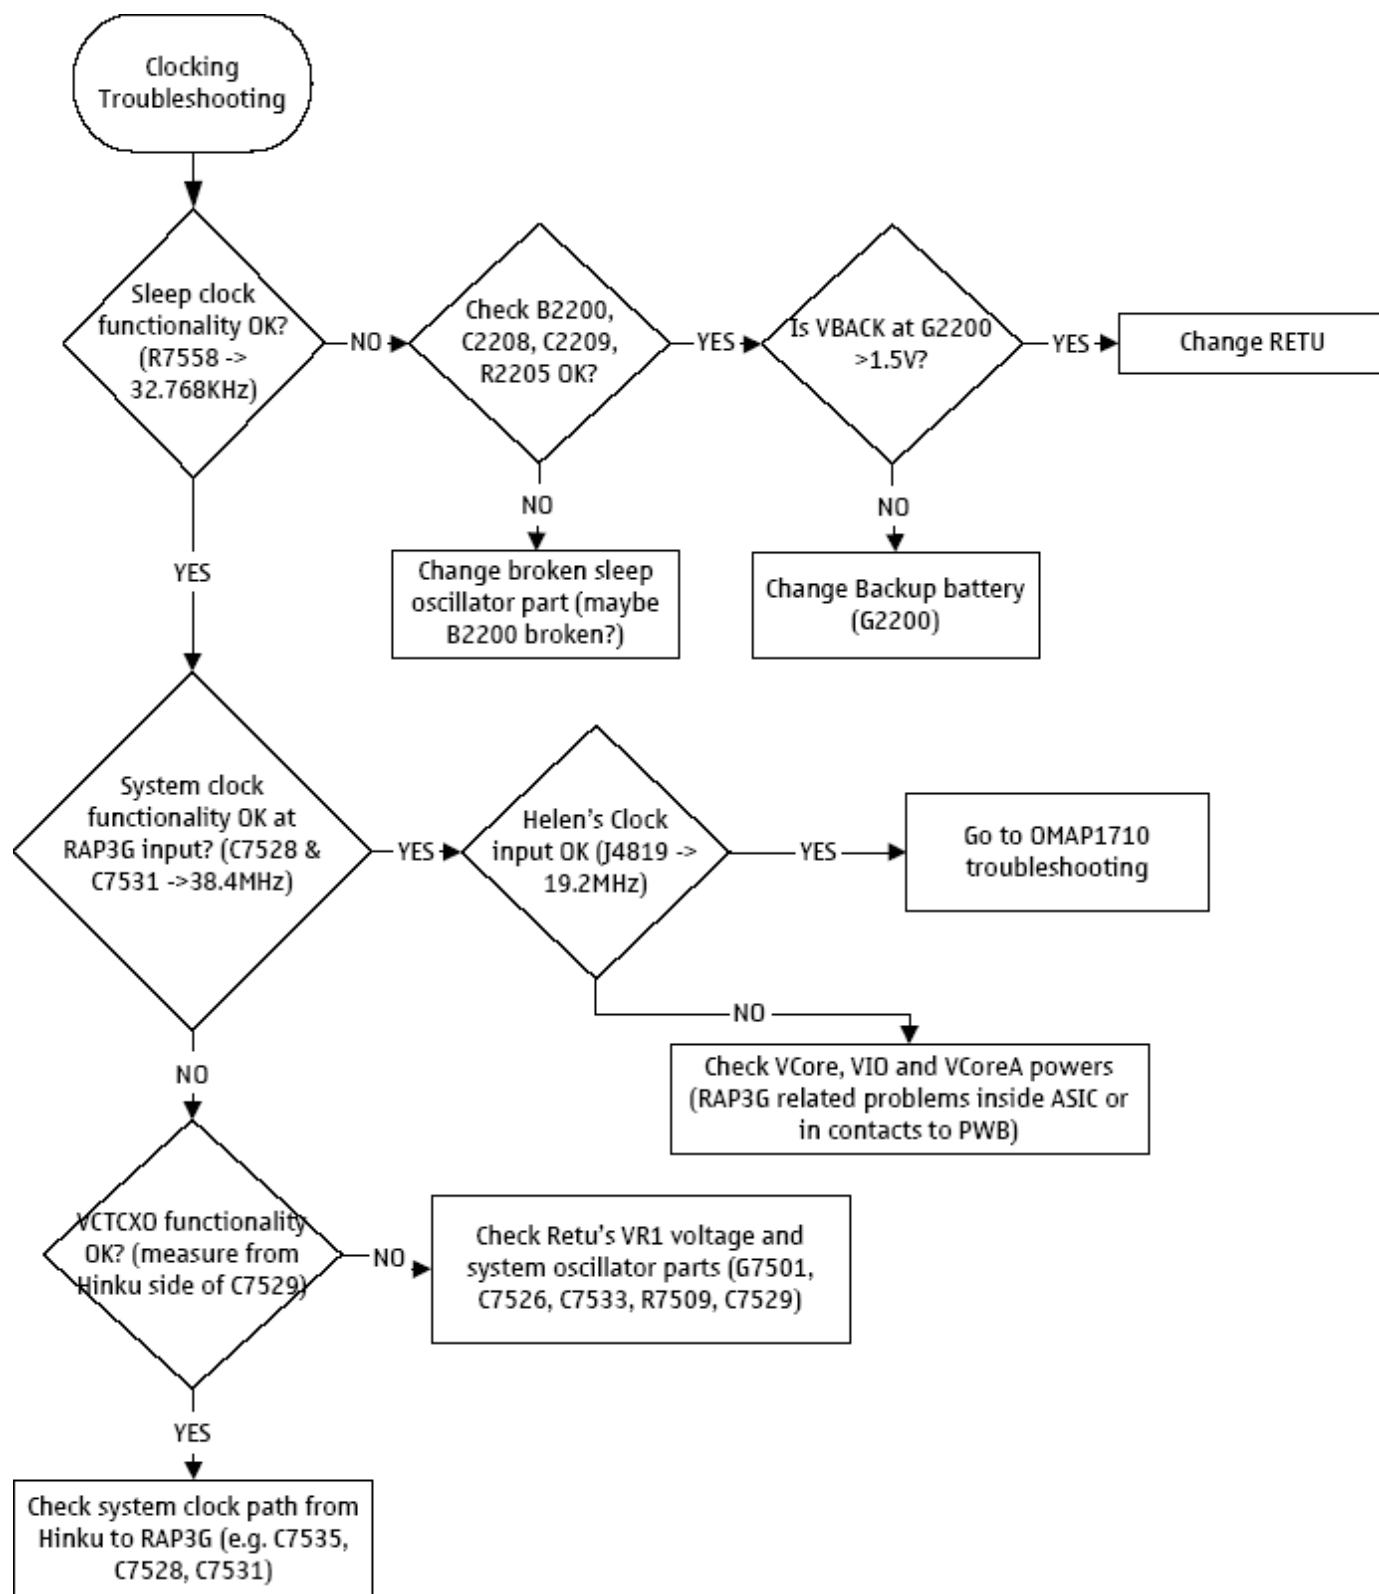 Clocking
Troubleshooting
Sleep clock
functionality OK?
(R7558 ->
32.768KHz)
NO
Check B2200,
C2208, C2209,
R2205 OK?
YES
Is VBACK at G2200
>1.5V?
YES
Change RETU
NO
Change broken sleep
oscillator part (maybe
B2200 broken?)
NO
Change Backup battery
(G2200)
YES
System clock
functionality OK at
RAP3G input? (C7528 &
C7531 ->38.4MHz)
YES
Helen's Clock
input OK (J4819 ->
19.2MHz)
YES
Go to OMAP1710
troubleshooting
NO
Check VCore, VIO and VCoreA powers
(RAP3G related problems inside ASIC or
in contacts to PWB)
NO
VCTCXO functionality
OK? (measure from
Hinku side of C7529)
NO
Check Retu's VR1 voltage and
system oscillator parts (G7501,
C7526, C7533, R7509, C7529)
YES
Check system clock path from
Hinku to RAP3G (e.g. C7535,
C7528, C7531)